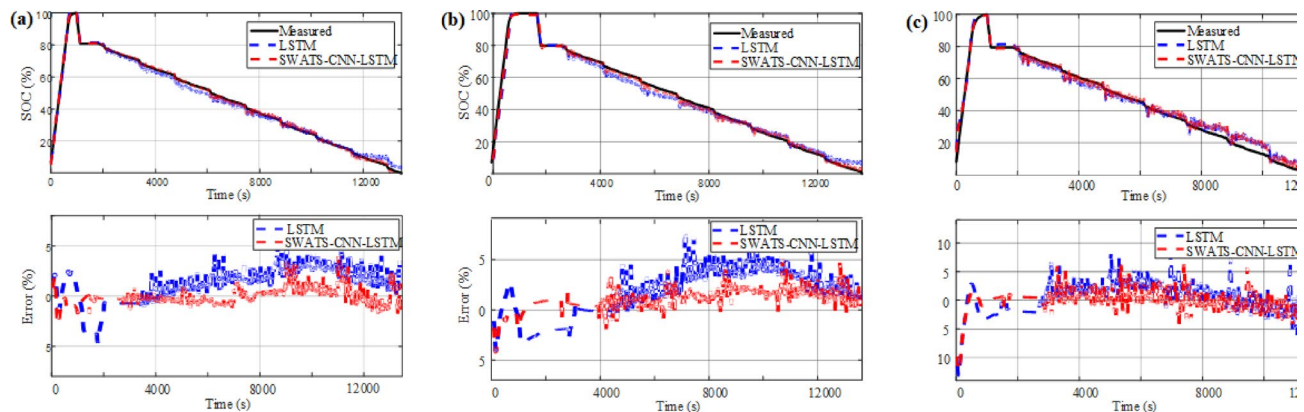 (a)
100
80
60
40
20
SOC (%)
Measured
LSTM
SWATS-CNN-LSTM
4000
8000
12000
Time (s)
5
0
5
Error (%)
LSTM
SWATS-CNN-LSTM
0
4000
8000
12000
Time (s)
(b)
100
80
60
40
20
0
SOC (%)
Measured
LSTM
SWATS-CNN-LSTM
0
4000
8000
12000
Time (s)
5
0
5
Error (%)
LSTM
SWATS-CNN-LSTM
0
4000
8000
12000
Time (s)
(c)
100
80
60
40
20
0
SOC (%)
Measured
LSTM
SWATS-CNN-LSTM
0
4000
8000
1200
Time (s)
10
5
0
5
10
Error (%)
LSTM
SWATS-CNN-LSTM
0
4000
8000
1200
Time (s)